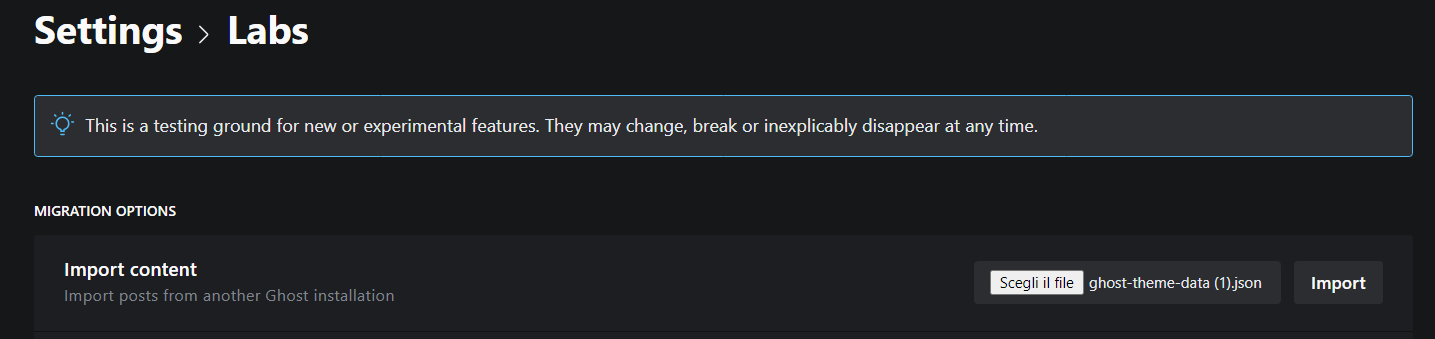 Settings > Labs
This is a testing ground for new or experimental features. They may change, break or inexplicably disappear at any time.
MIGRATION OPTIONS
Import content
Import posts from another Ghost installation
Scegli il file ghost-theme-data (1).json
Import